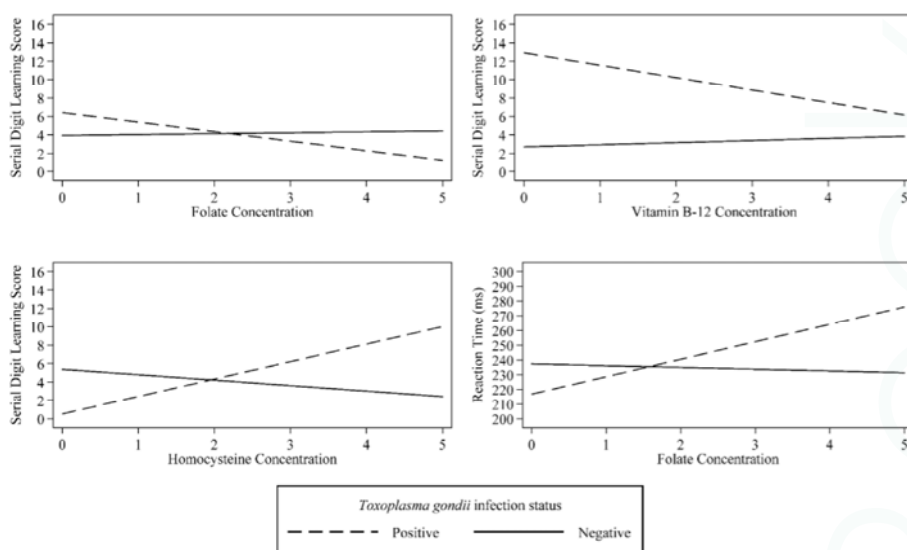 Serial Digit Learning Score
16
14
12
10
8
6
4
2
0
0 1 2 3 4 5
Folate Concentration
Serial Digit Learning Score
16
14
12
10
8
6
4
2
0
0 1 2 3 4 5
Vitamin B-12 Concentration
Serial Digit Learning Score
16
14
12
10
8
6
4
2
0
0 1 2 3 4 5
Homocysteine Concentration
Reaction Time (ms)
300
290
280
270
260
250
240
230
220
210
200
0 1 2 3 4 5
Folate Concentration
Toxoplasma gondii infection status
Positive Negative